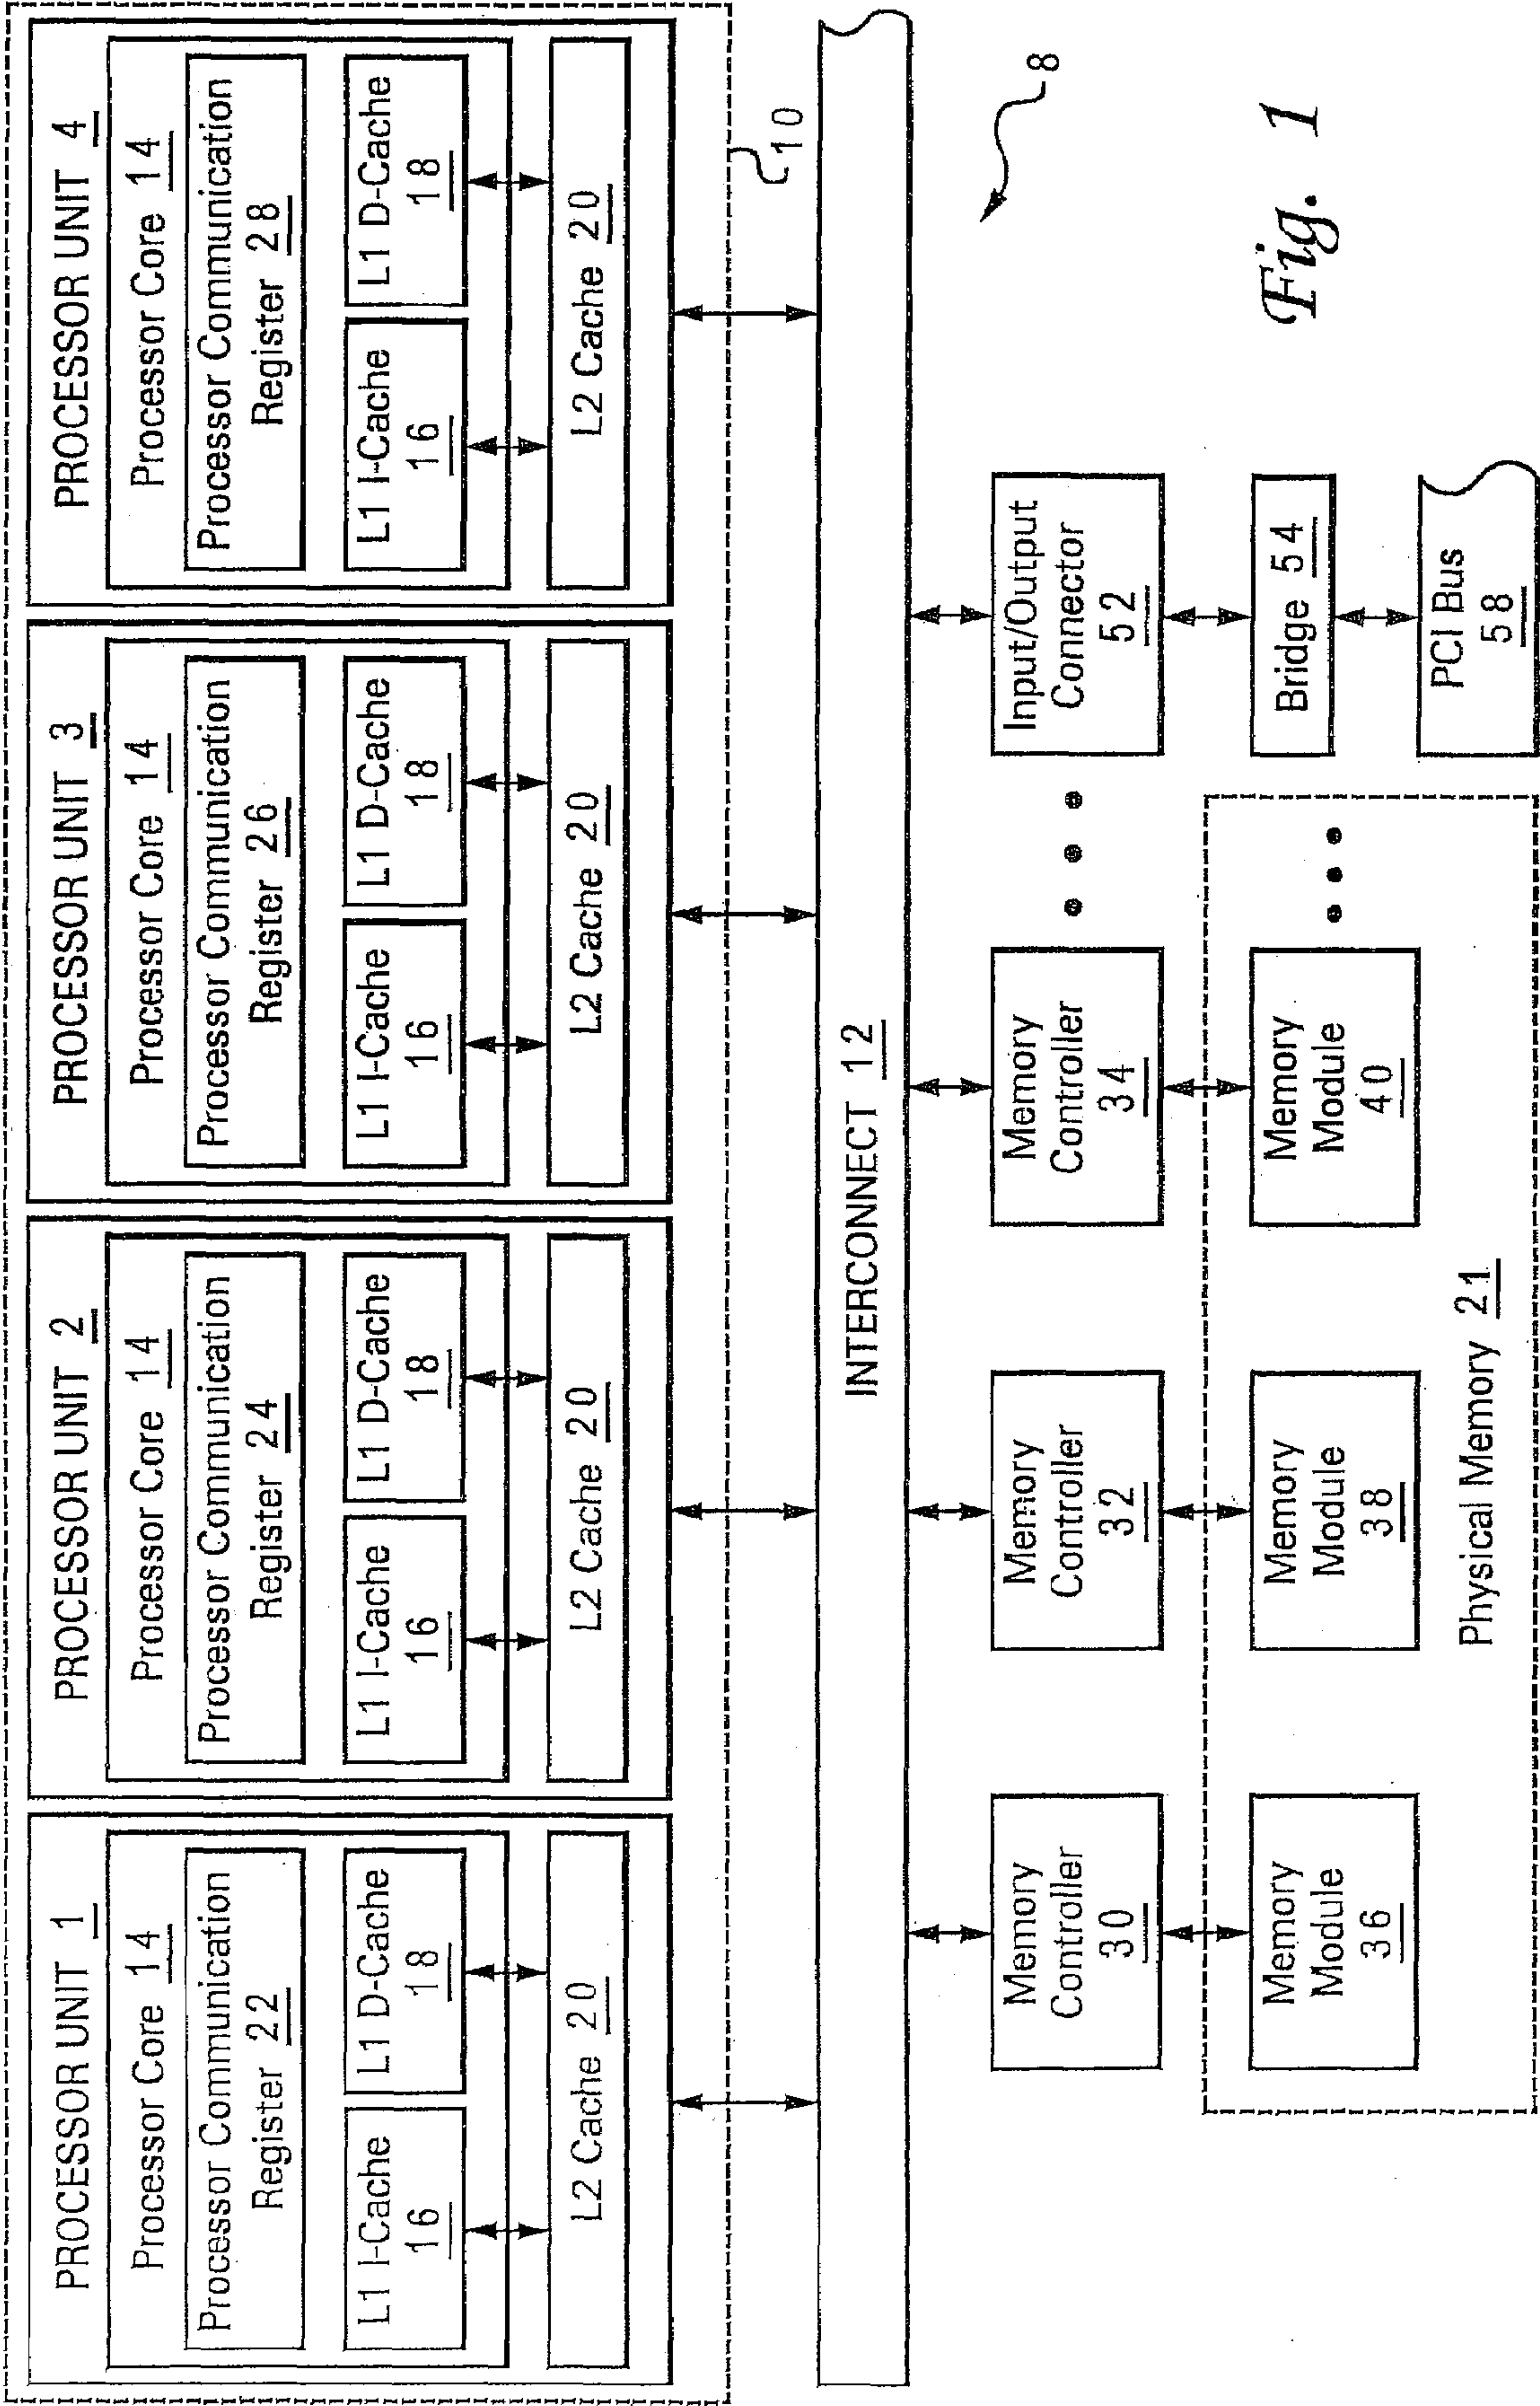 PROCESSOR UNIT 1
Processor Core 14
Processor Communication
Register 22
L1 I-Cache
16
L1 D-Cache
18
L2 Cache 20
PROCESSOR UNIT 2
Processor Core 14
Processor Communication
Register 24
L1 I-Cache
16
L1 D-Cache
18
L2 Cache 20
PROCESSOR UNIT 3
Processor Core 14
Processor Communication
Register 26
L1 I-Cache
16
L1 D-Cache
18
L2 Cache 20
PROCESSOR UNIT 4
Processor Core 14
Processor Communication
Register 28
L1 I-Cache
16
L1 D-Cache
18
L2 Cache 20
10
INTERCONNECT 12
8
Memory
Controller
30
Memory
Controller
32
Memory
Controller
34
Input/Output
Connector
52
Memory
Module
36
Memory
Module
38
Memory
Module
40
Bridge 54
Physical Memory 21
PCI Bus
58
Fig. 1